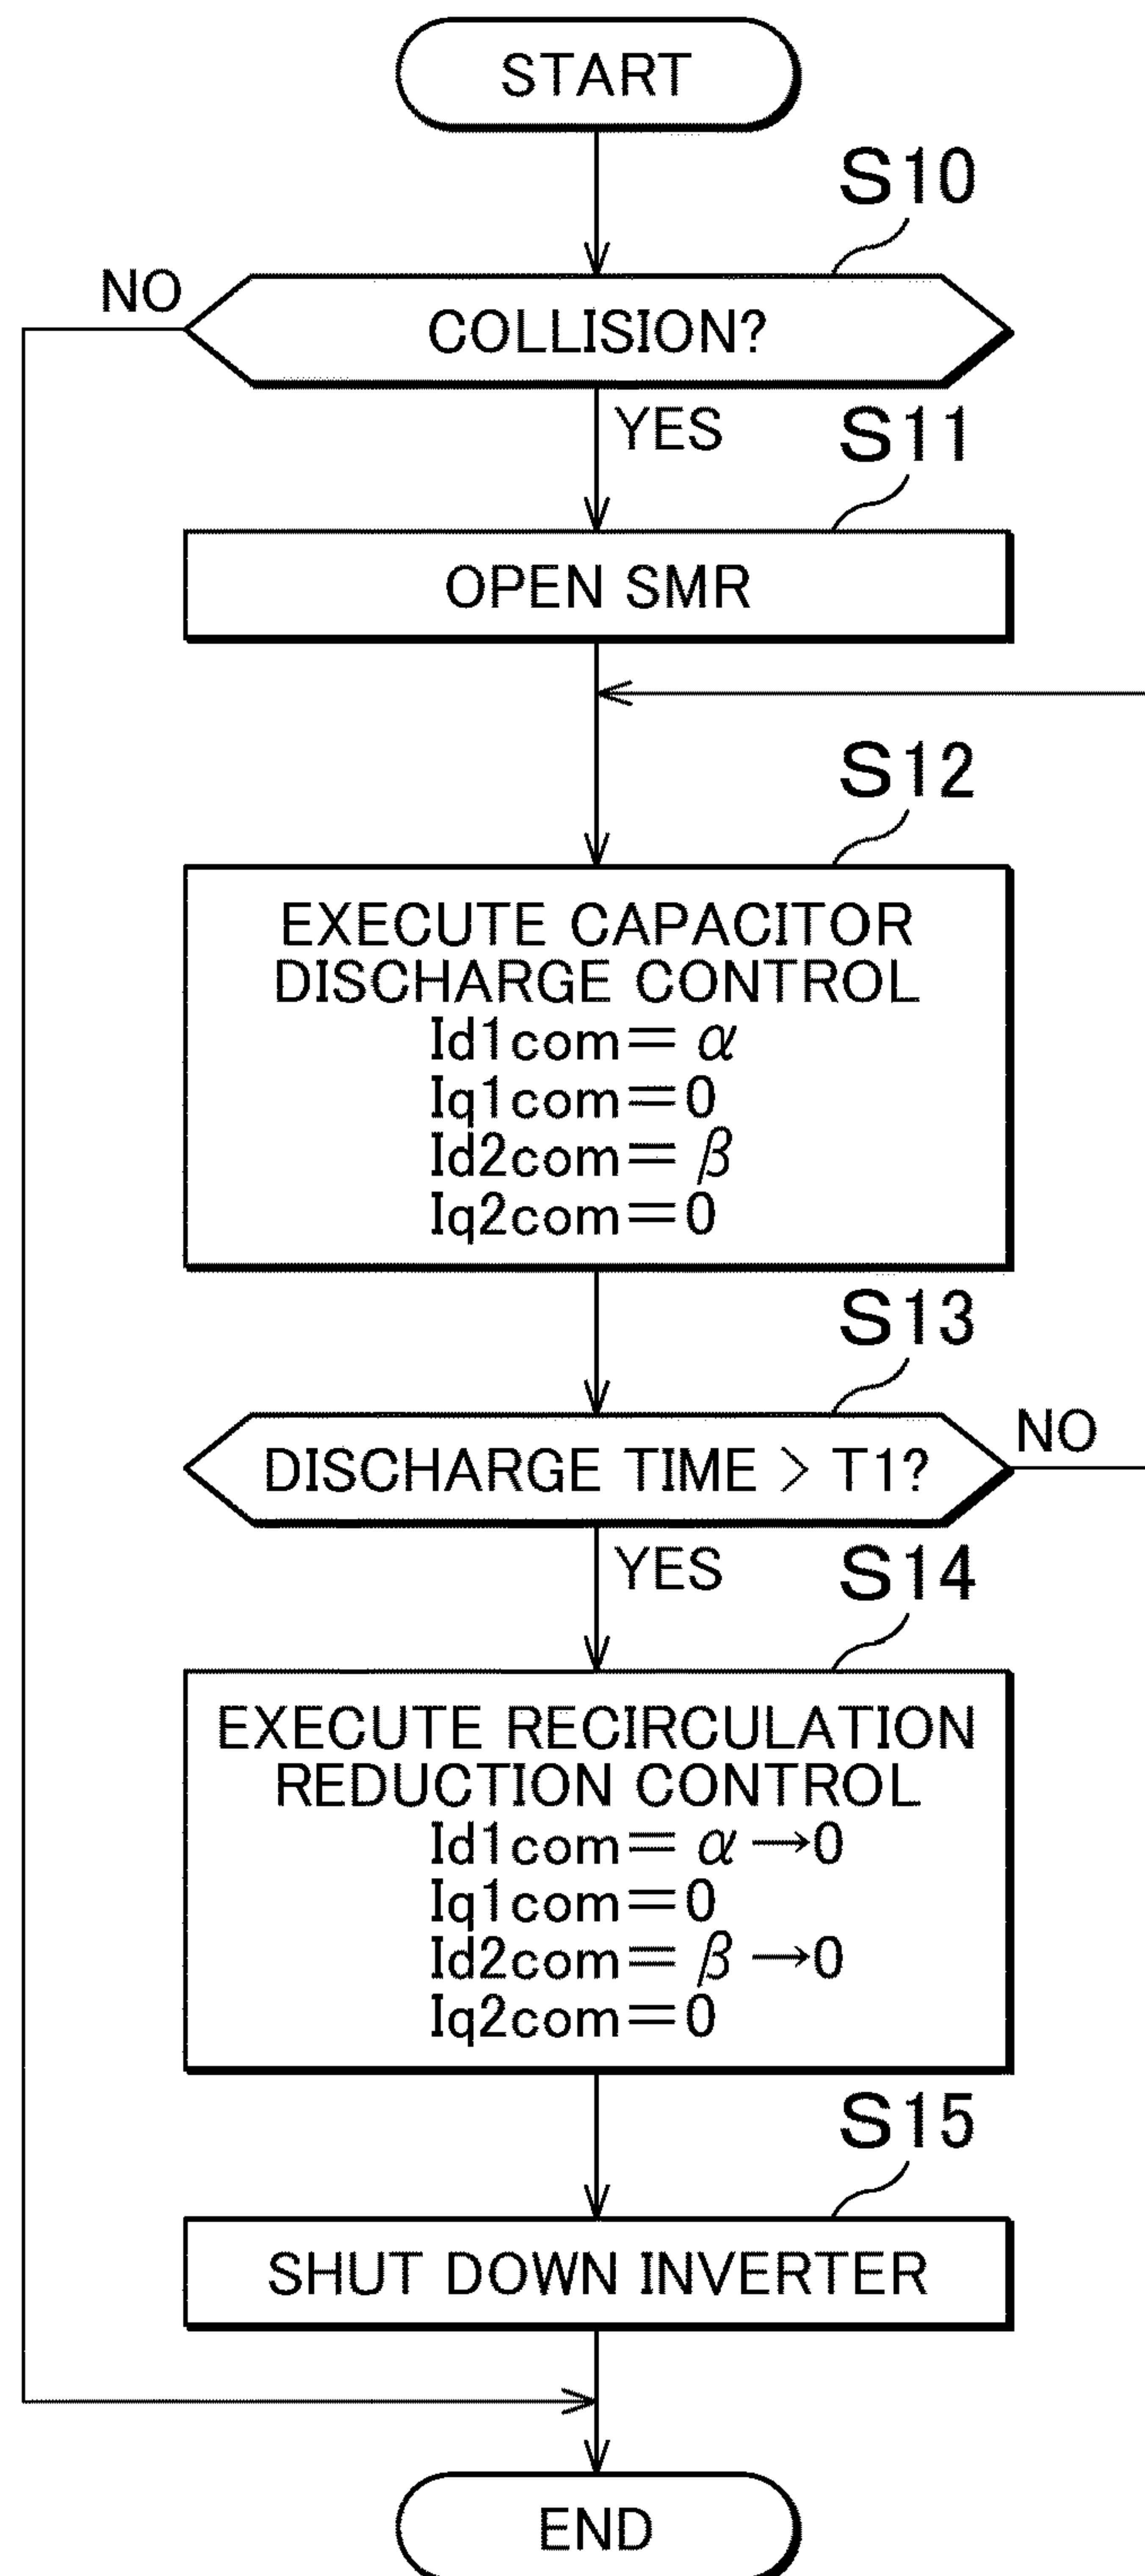 START
S10
NO
COLLISION?
YES
S11
OPEN SMR
S12
EXECUTE CAPACITOR
DISCHARGE CONTROL
Id1com= α
Iq1com=0
Id2com= β
Iq2com=0
S13
DISCHARGE TIME > T1?
NO
YES
S14
EXECUTE RECIRCULATION
REDUCTION CONTROL
Id1com= α →0
Iq1com=0
Id2com= β →0
Iq2com=0
S15
SHUT DOWN INVERTER
END